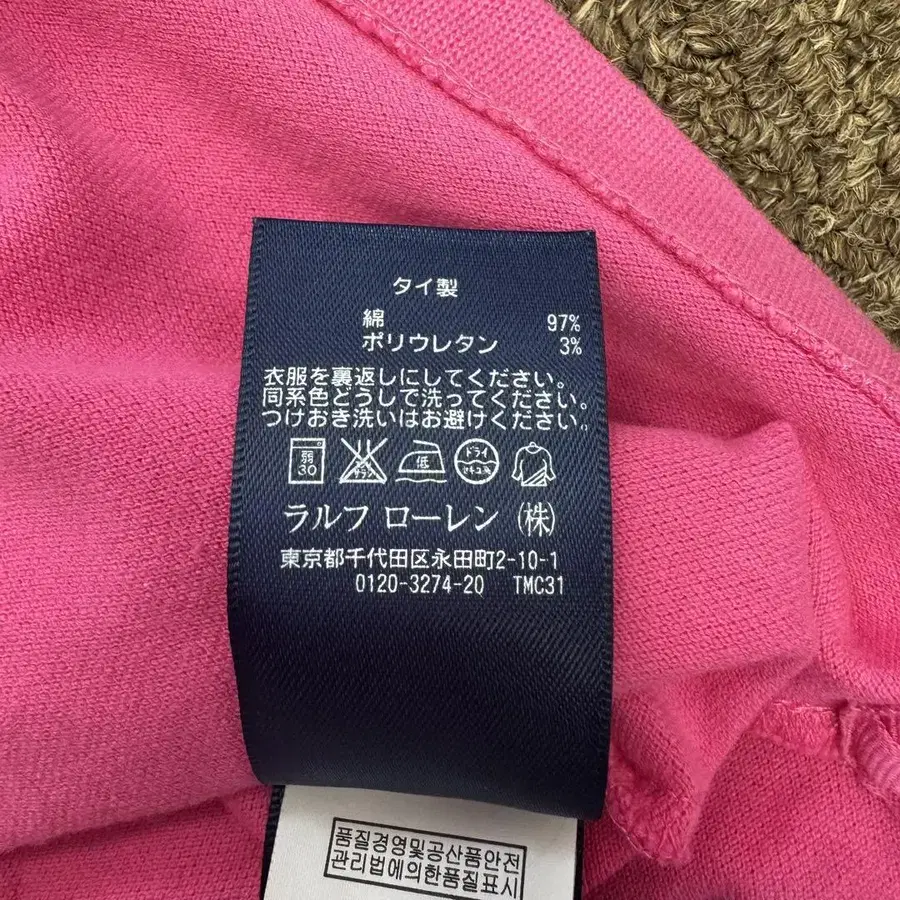 タイ製
綿 97%
ポリウレタン 3%
衣服を裏返しにしてください。
同系色どうしで洗ってください。
つけおき洗いはお避けください。
弱 30
低
ドライ
セキユ系
ラルフ ローレン (株)
東京都千代田区永田町2-10-1
0120-3274-20 TMC31
품질경영및공산품안전
관리법에의한품질표시